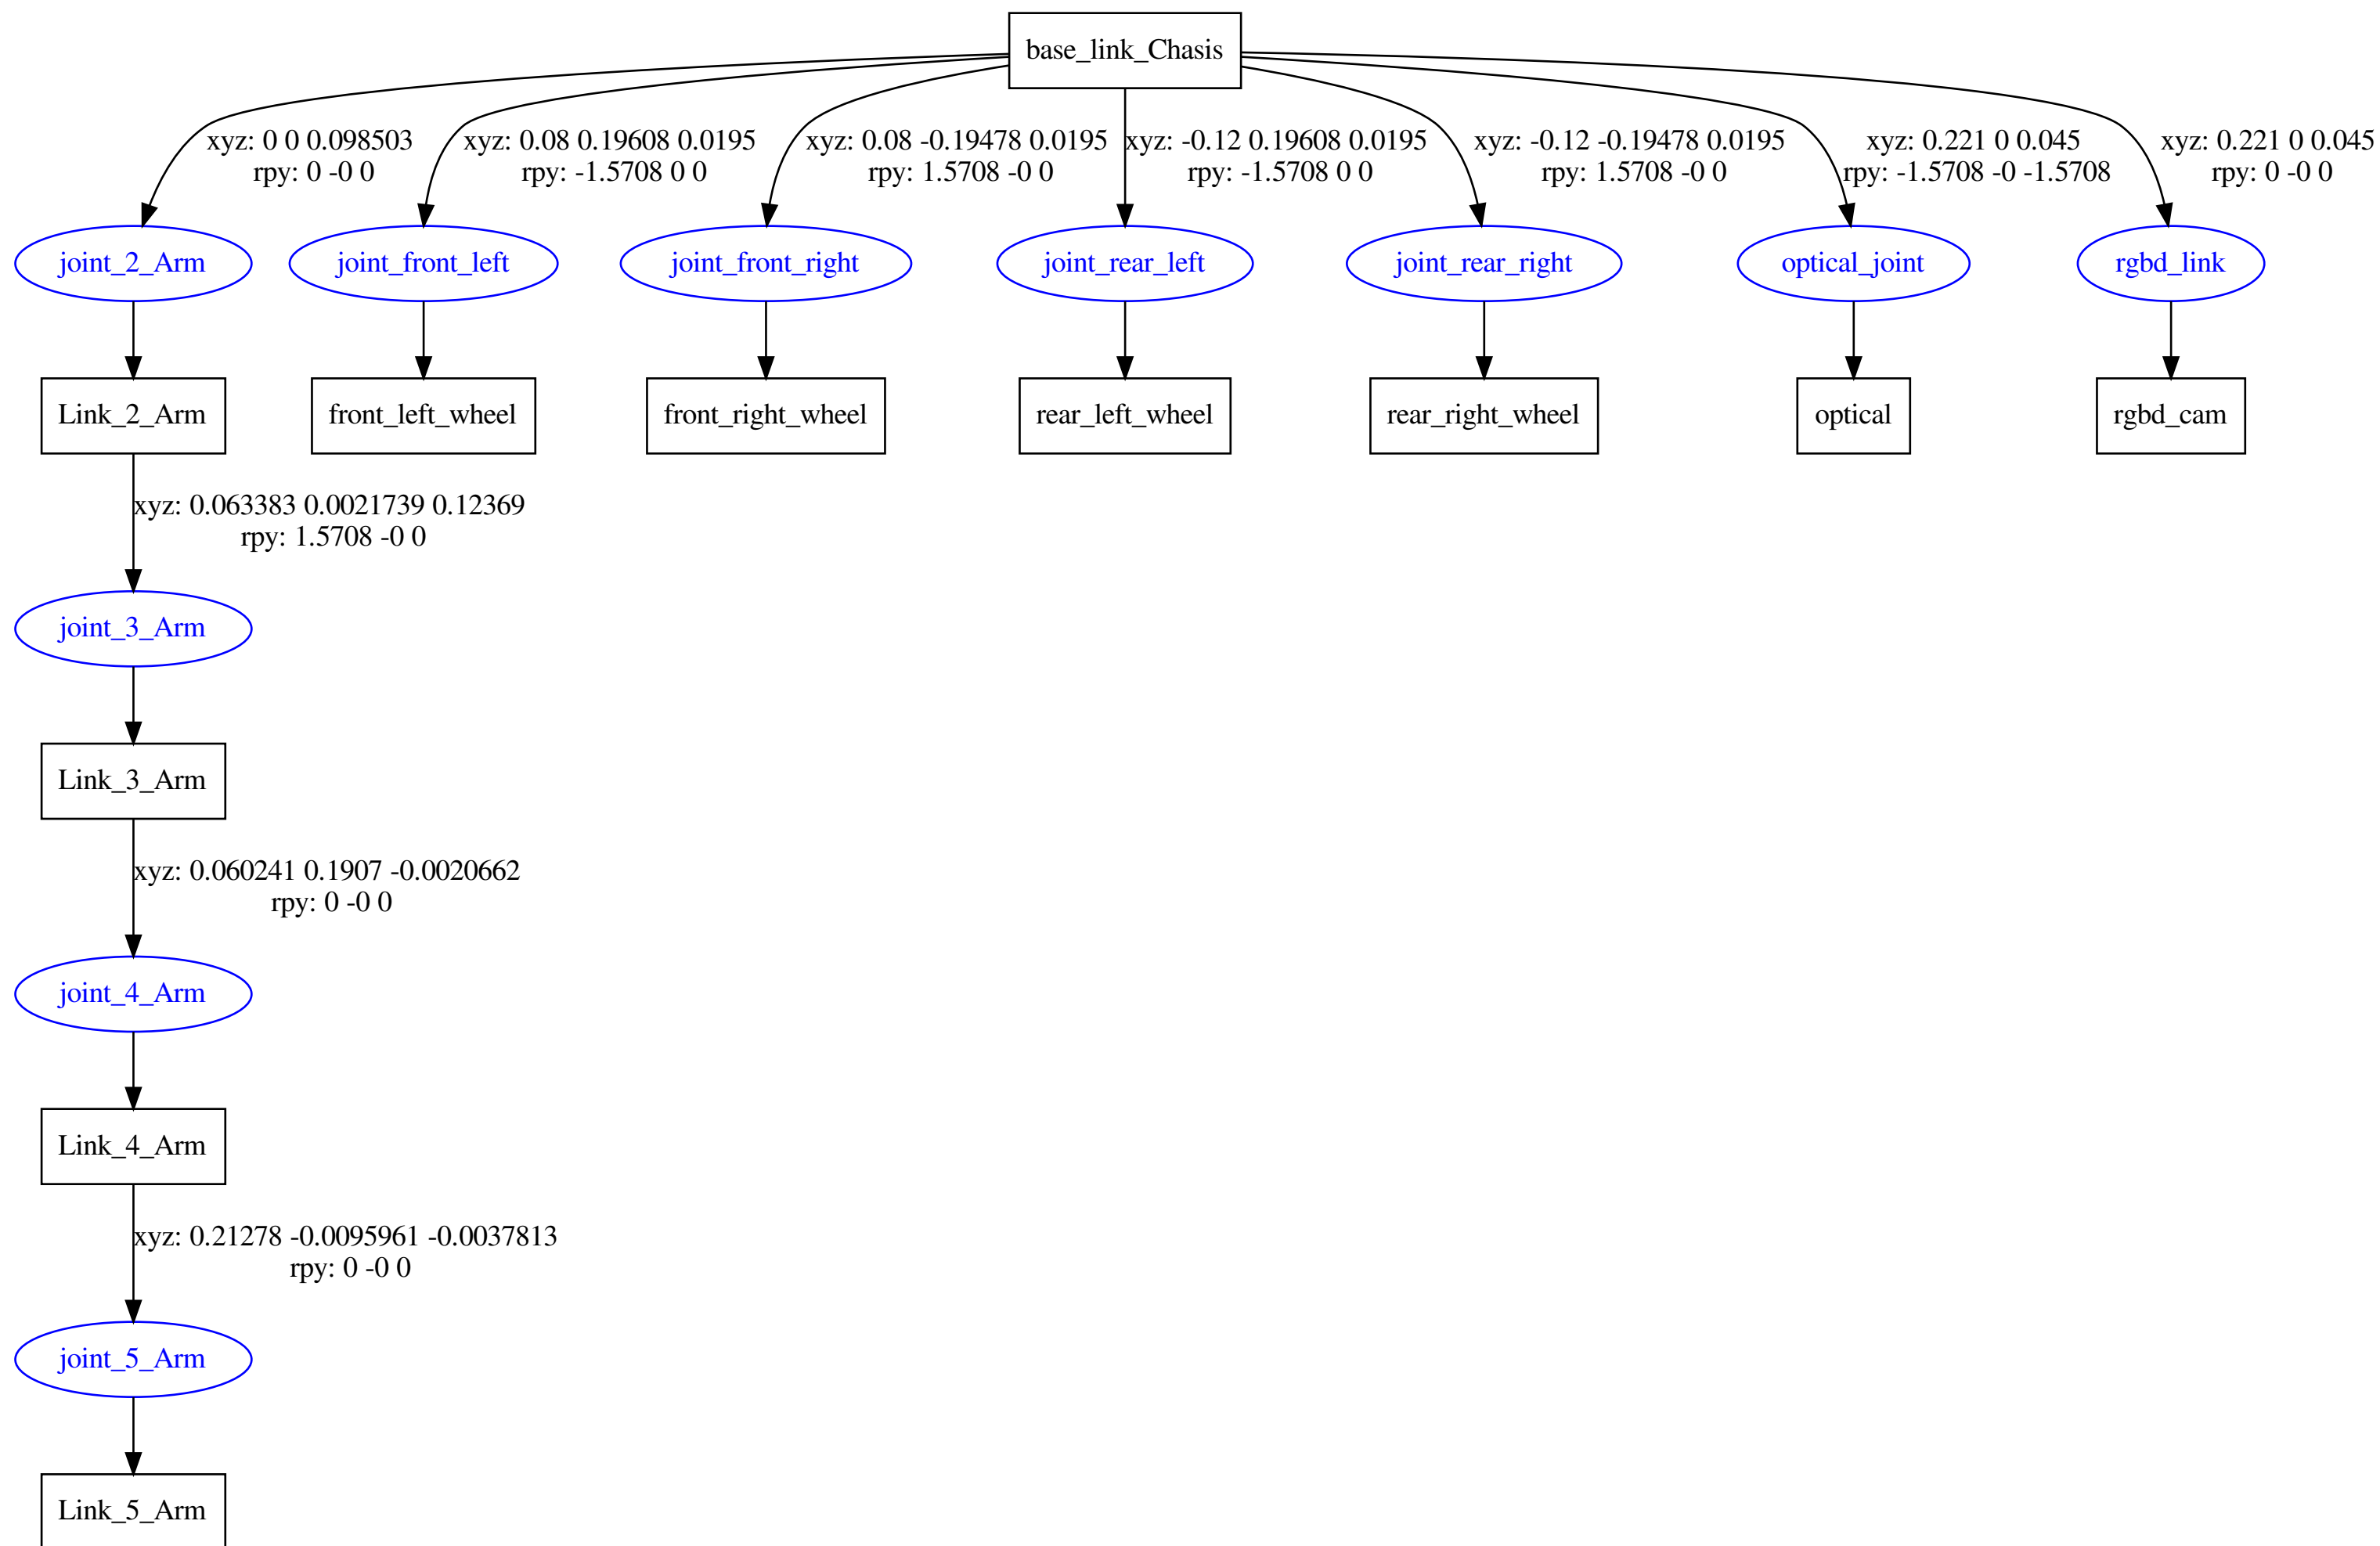 base_link_Chasis
xyz: 0 0 0.098503
rpy: 0 -0 0
xyz: 0.08 0.19608 0.0195
rpy: -1.5708 0 0
xyz: 0.08 -0.19478 0.0195
rpy: 1.5708 -0 0
xyz: -0.12 0.19608 0.0195
rpy: -1.5708 0 0
xyz: -0.12 -0.19478 0.0195
rpy: 1.5708 -0 0
xyz: 0.221 0 0.045
rpy: -1.5708 -0 -1.5708
xyz: 0.221 0 0.045
rpy: 0 -0 0
joint_2_Arm
joint_front_left
joint_front_right
joint_rear_left
joint_rear_right
optical_joint
rgbd_link
Link_2_Arm
front_left_wheel
front_right_wheel
rear_left_wheel
rear_right_wheel
optical
rgbd_cam
xyz: 0.063383 0.0021739 0.12369
rpy: 1.5708 -0 0
joint_3_Arm
Link_3_Arm
xyz: 0.060241 0.1907 -0.0020662
rpy: 0 -0 0
joint_4_Arm
Link_4_Arm
xyz: 0.21278 -0.0095961 -0.0037813
rpy: 0 -0 0
joint_5_Arm
Link_5_Arm